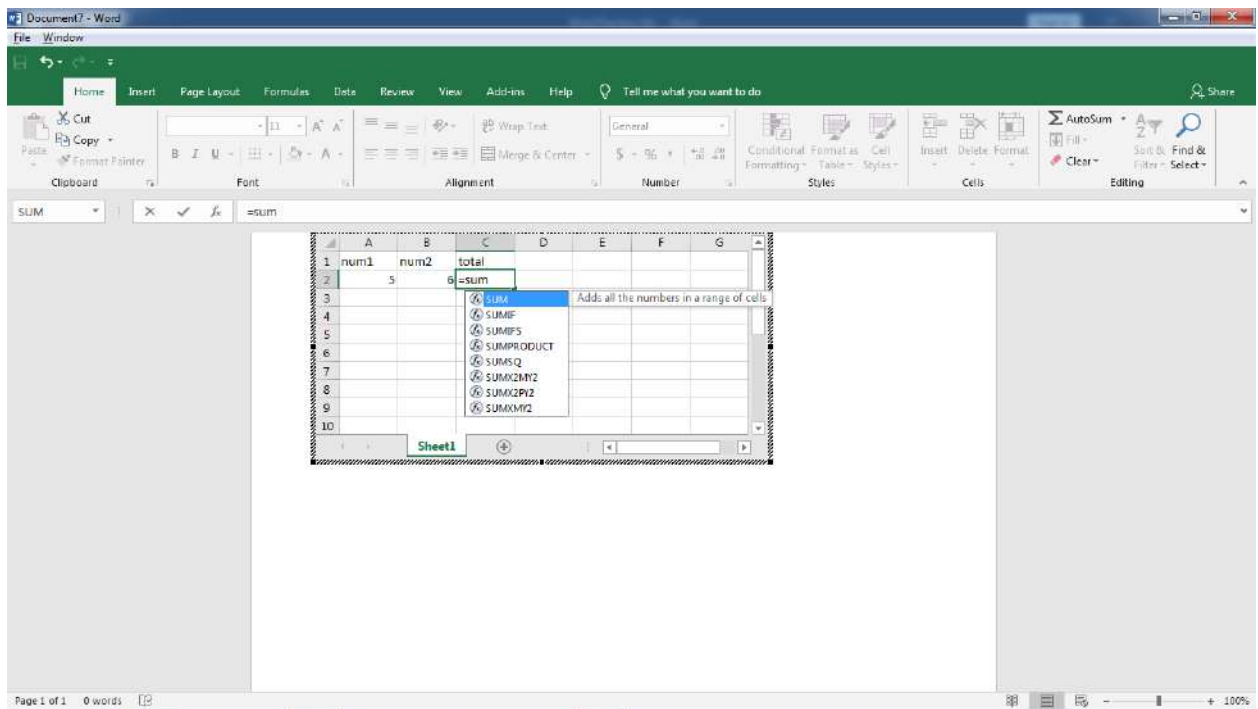 Document7 - Word
File Window
Home Insert Page Layout Formulas Data Review View Add-ins Help Tell me what you want to do Share
Paste
Cut
Copy
Format Painter
Clipboard
11 A A
B I U A
Font
Wrap Text
Merge & Center
Alignment
General
$ % ,
Number
Conditional Formatting
Format as Table
Cell Styles
Styles
Insert Delete Format
Cells
AutoSum
Fill
Clear
Sort & Filter
Find & Select
Editing
SUM fx =sum
A B C D E F G
1 num1 num2 total
2 5 6 =sum
3 SUM Adds all the numbers in a range of cells
4 SUMIF
5 SUMIFS
6 SUMPRODUCT
7 SUMSQ
SUMX2MY2
8 SUMX2PY2
9 SUMXMY2
10
Sheet1
Page 1 of 1 0 words 100%